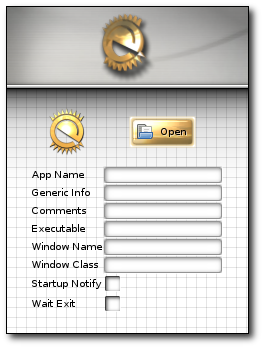 Open
App Name
Generic Info
Comments
Executable
Window Name
Window Class
Startup Notify
Wait Exit